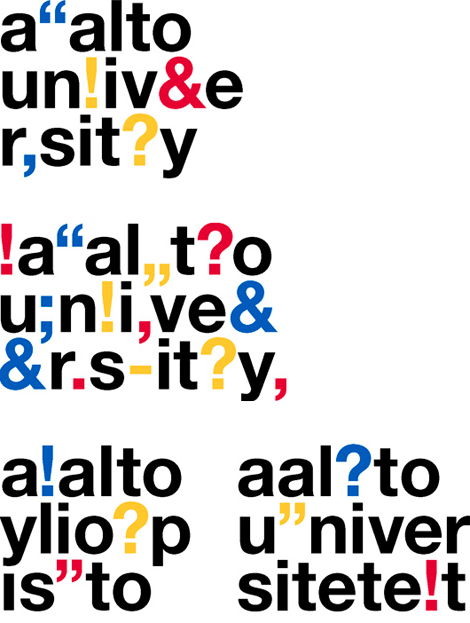 a“alto
un!iv&e
r,sit?y
!a“al„t?o
u;n!i,ve&
&r.s-it?y,
a!alto
ylio?p
is”to
aal?to
u”niver
sitete!t